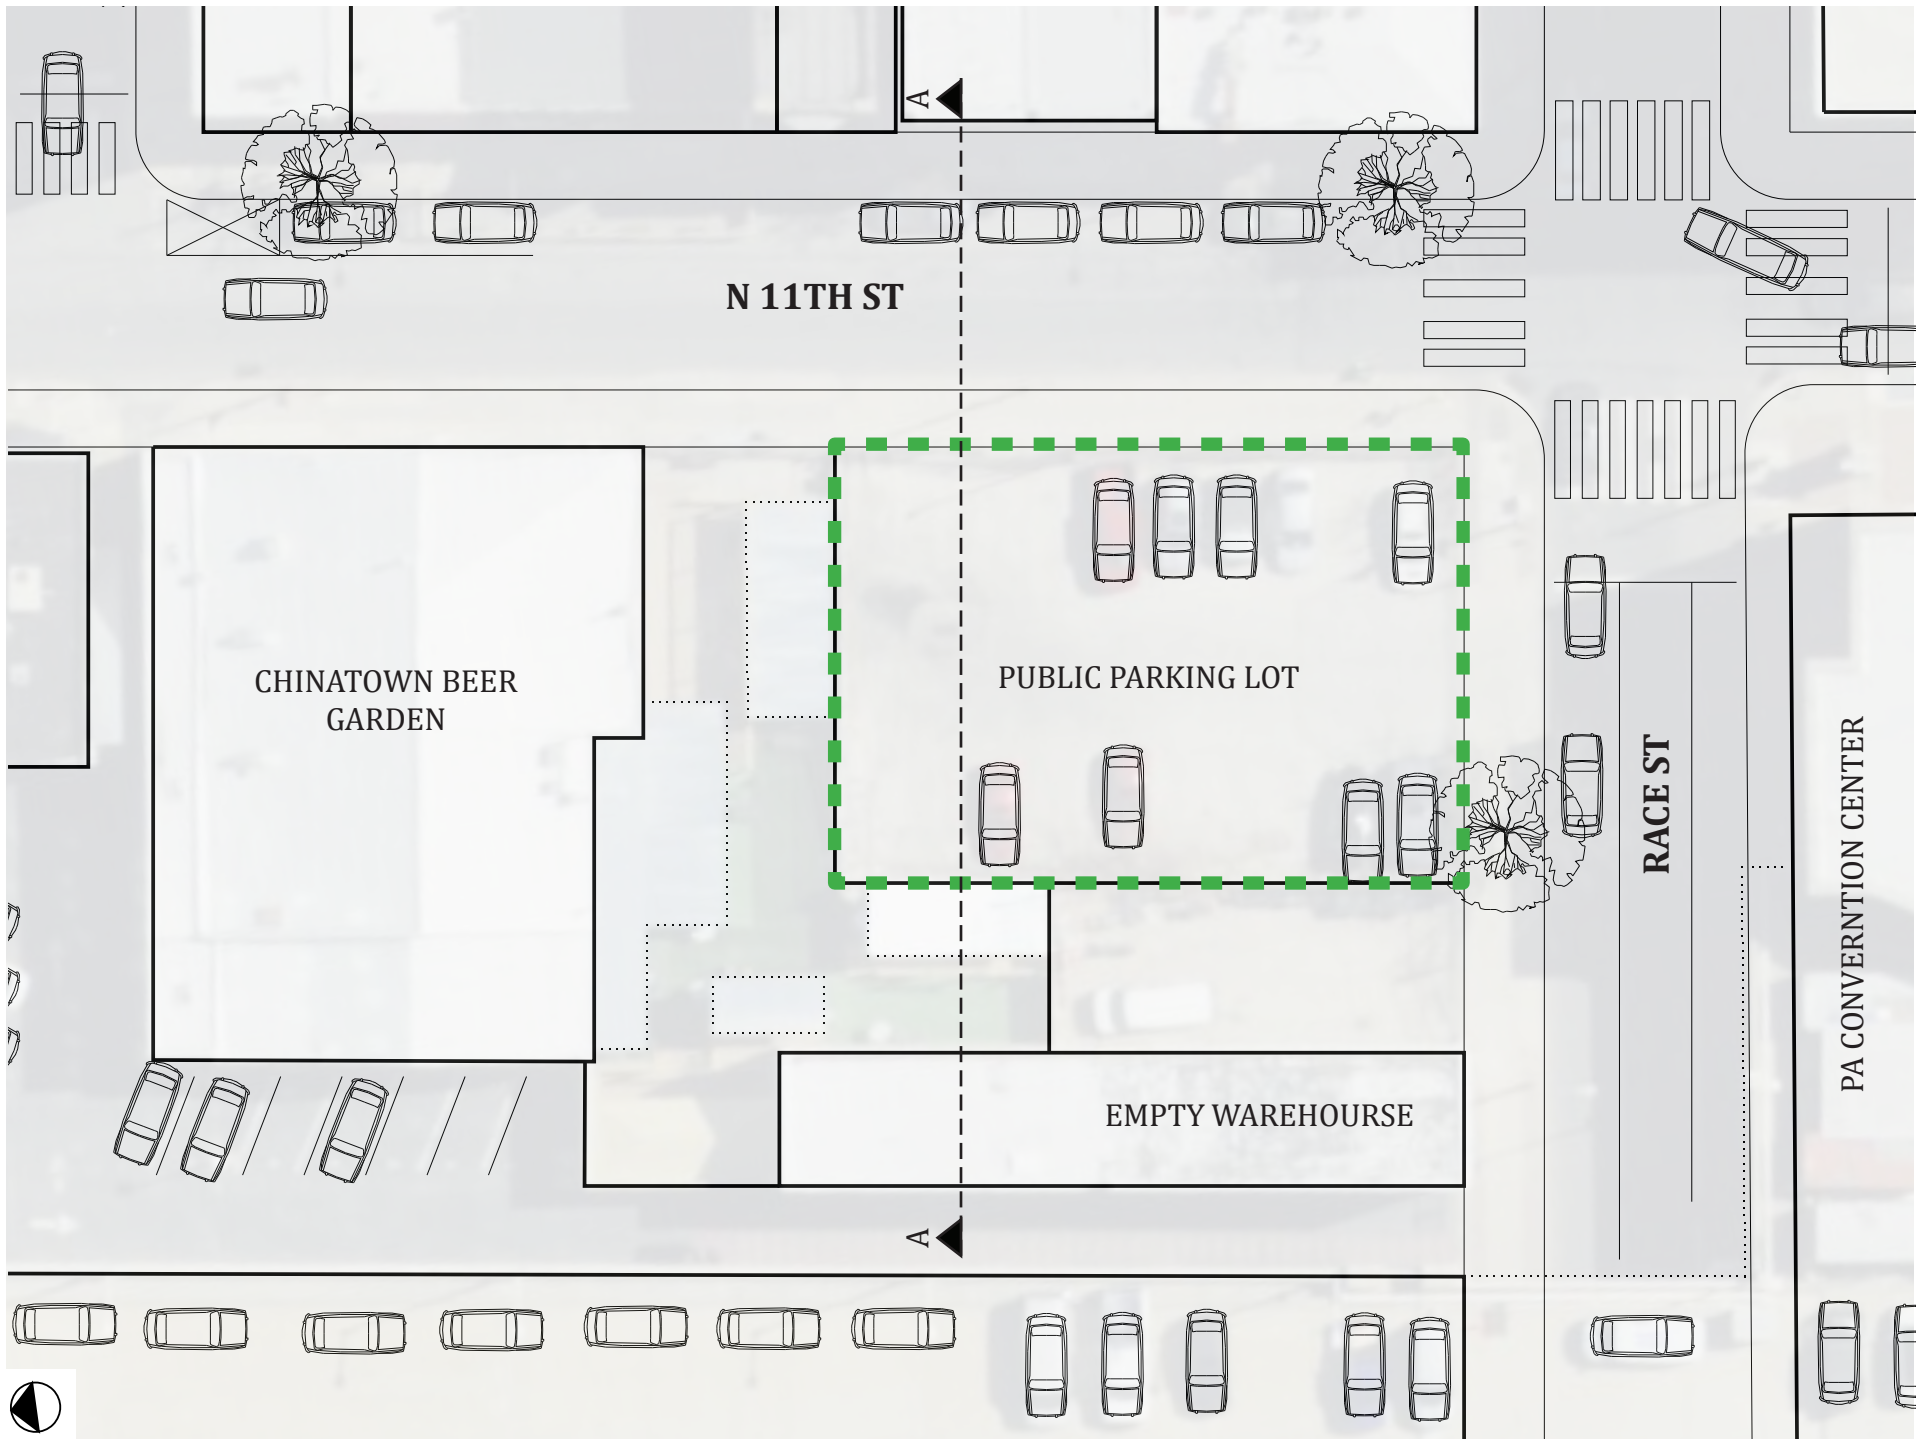 A
N 11TH ST
CHINATOWN BEER
GARDEN
PUBLIC PARKING LOT
RACE ST
PA CONVERNTION CENTER
EMPTY WAREHOURSE
A